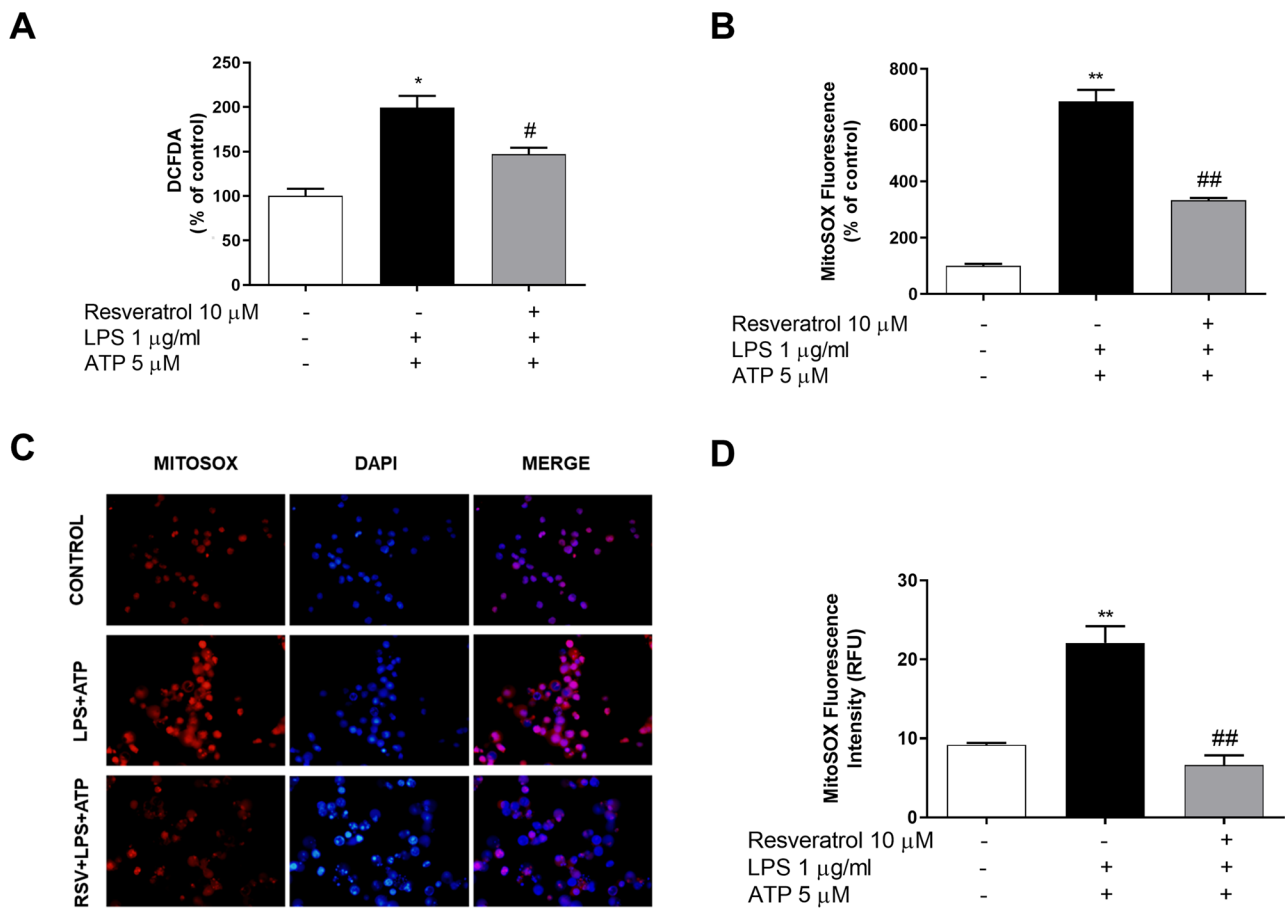 A
DCFDA
(% of control)
250
200
150
100
50
0
*
#
Resveratrol 10 μM - - +
LPS 1 μg/ml - + +
ATP 5 μM - + +
B
MitoSOX Fluorescence
(% of control)
800
600
400
200
0
**
##
Resveratrol 10 μM - - +
LPS 1 μg/ml - + +
ATP 5 μM - + +
C
MITOSOX DAPI MERGE
CONTROL
LPS+ATP
RSV+LPS+ATP
D
MitoSOX Fluorescence
Intensity (RFU)
30
20
10
0
**
##
Resveratrol 10 μM - - +
LPS 1 μg/ml - + +
ATP 5 μM - + +